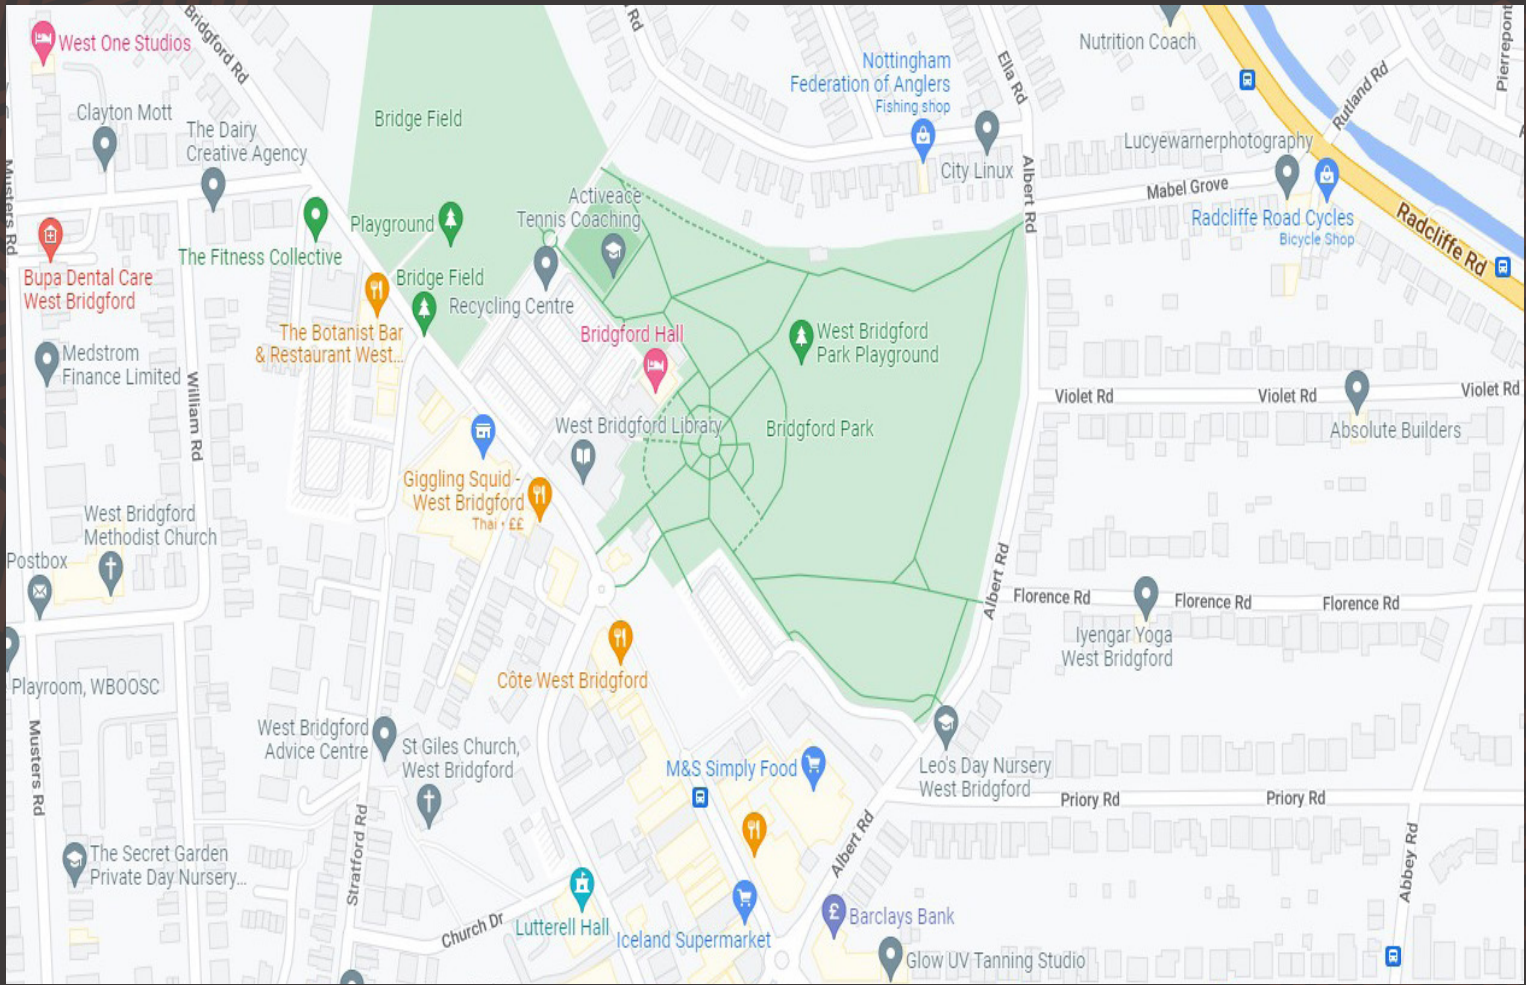 Bridgford Rd
Rd
West One Studios
Nutrition Coach
Pierrepont
Nottingham
Federation of Anglers
Fishing shop
Ella Rd
Rutland Rd
Clayton Mott
Bridge Field
The Dairy
Creative Agency
Lucyewarnerphotography
City Linux
Albert Rd
Mabel Grove
Musters Rd
Activeace
Tennis Coaching
Playground
Radcliffe Road Cycles
Bicycle Shop
Radcliffe Rd
The Fitness Collective
Bupa Dental Care
West Bridgford
Bridge Field
Recycling Centre
The Botanist Bar
& Restaurant West...
Bridgford Hall
West Bridgford
Park Playground
Medstrom
Finance Limited
William Rd
Violet Rd
Violet Rd
Violet Rd
West Bridgford Library
Bridgford Park
Absolute Builders
Giggling Squid -
West Bridgford
Thai • ££
West Bridgford
Methodist Church
Postbox
Albert Rd
Florence Rd
Florence Rd
Florence Rd
Iyengar Yoga
West Bridgford
Côte West Bridgford
Playroom, WBOOSC
West Bridgford
Advice Centre
St Giles Church,
West Bridgford
Musters Rd
M&S Simply Food
Leo's Day Nursery
West Bridgford
Priory Rd
Priory Rd
Albert Rd
Abbey Rd
Stratford Rd
The Secret Garden
Private Day Nursery...
Church Dr
Lutterell Hall
Iceland Supermarket
£
Barclays Bank
Glow UV Tanning Studio